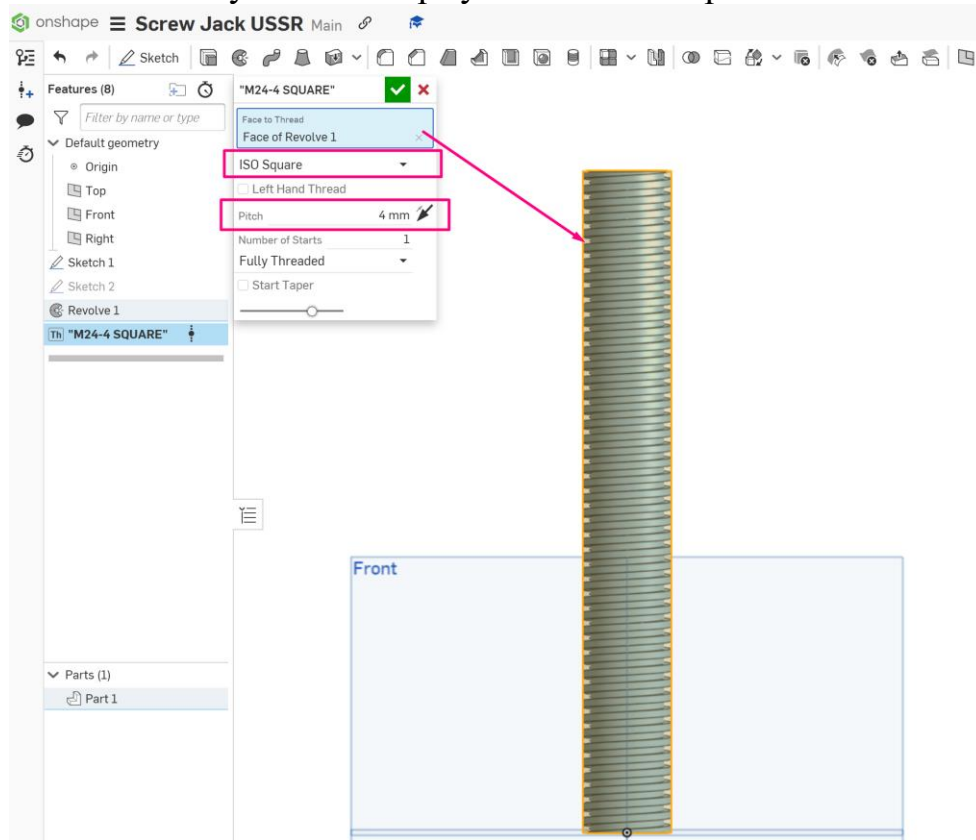 onshape Screw Jack USSR Main
Sketch
Features (8)
Filter by name or type
Default geometry
Origin
Top
Front
Right
Sketch 1
Sketch 2
Revolve 1
Th "M24-4 SQUARE"
"M24-4 SQUARE"
Face to Thread
Face of Revolve 1
ISO Square
Left Hand Thread
Pitch 4 mm
Number of Starts 1
Fully Threaded
Start Taper
Front
Parts (1)
Part 1